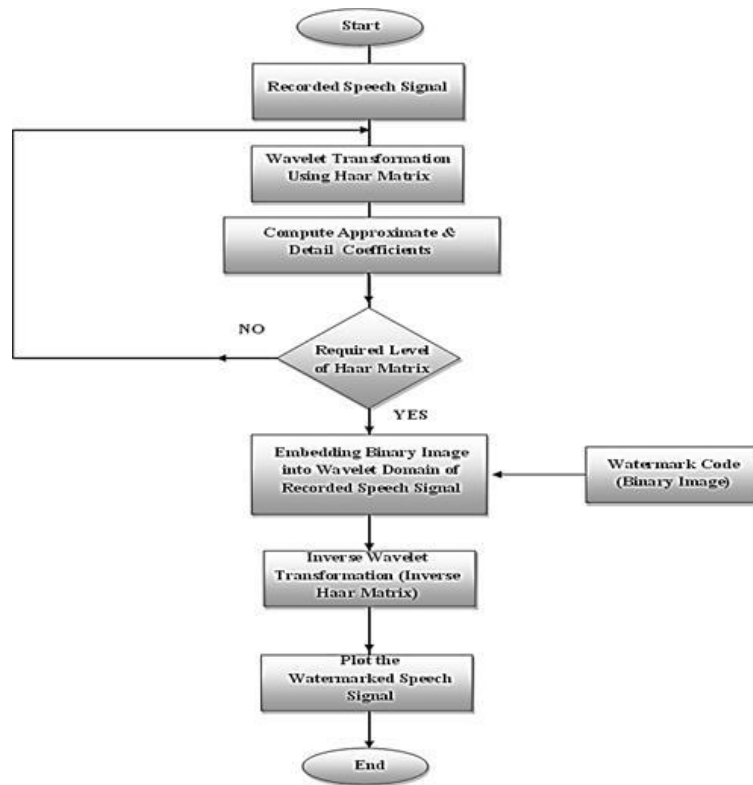 Start
Recorded Speech Signal
Wavelet Transformation
Using Haar Matrix
Compute Approximate &
Detail Coefficients
NO
Required Level
of Haar Matrix
YES
Embedding Binary Image
into Wavelet Domain of
Recorded Speech Signal
Watermark Code
(Binary Image)
Inverse Wavelet
Transformation (Inverse
Haar Matrix)
Plot the
Watermarked Speech
Signal
End